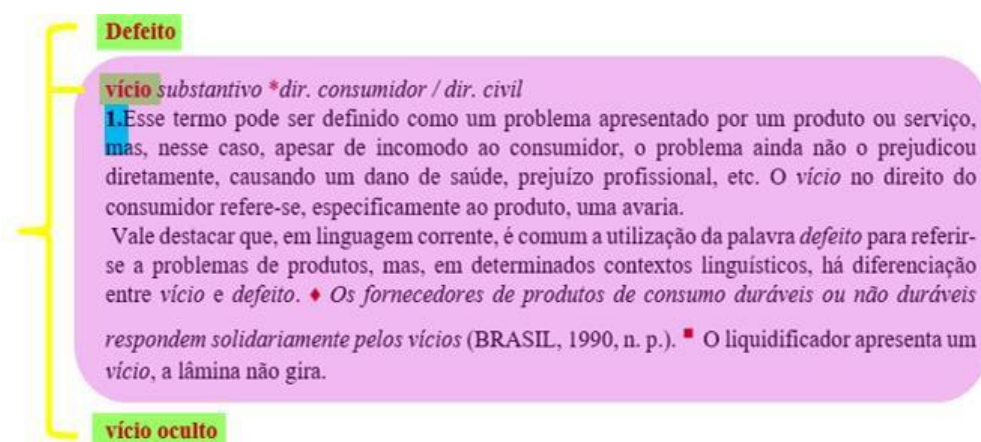 Defeito
vício substantivo *dir. consumidor / dir. civil
1.Esse termo pode ser definido como um problema apresentado por um produto ou serviço,
mas, nesse caso, apesar de incomodo ao consumidor, o problema ainda não o prejudicou
diretamente, causando um dano de saúde, prejuízo profissional, etc. O vício no direito do
consumidor refere-se, especificamente ao produto, uma avaria.
Vale destacar que, em linguagem corrente, é comum a utilização da palavra defeito para referir-
se a problemas de produtos, mas, em determinados contextos linguísticos, há diferenciação
entre vício e defeito. ♦ Os fornecedores de produtos de consumo duráveis ou não duráveis
respondem solidariamente pelos vícios (BRASIL, 1990, n. p.). ■ O liquidificador apresenta um
vício, a lâmina não gira.
vício oculto